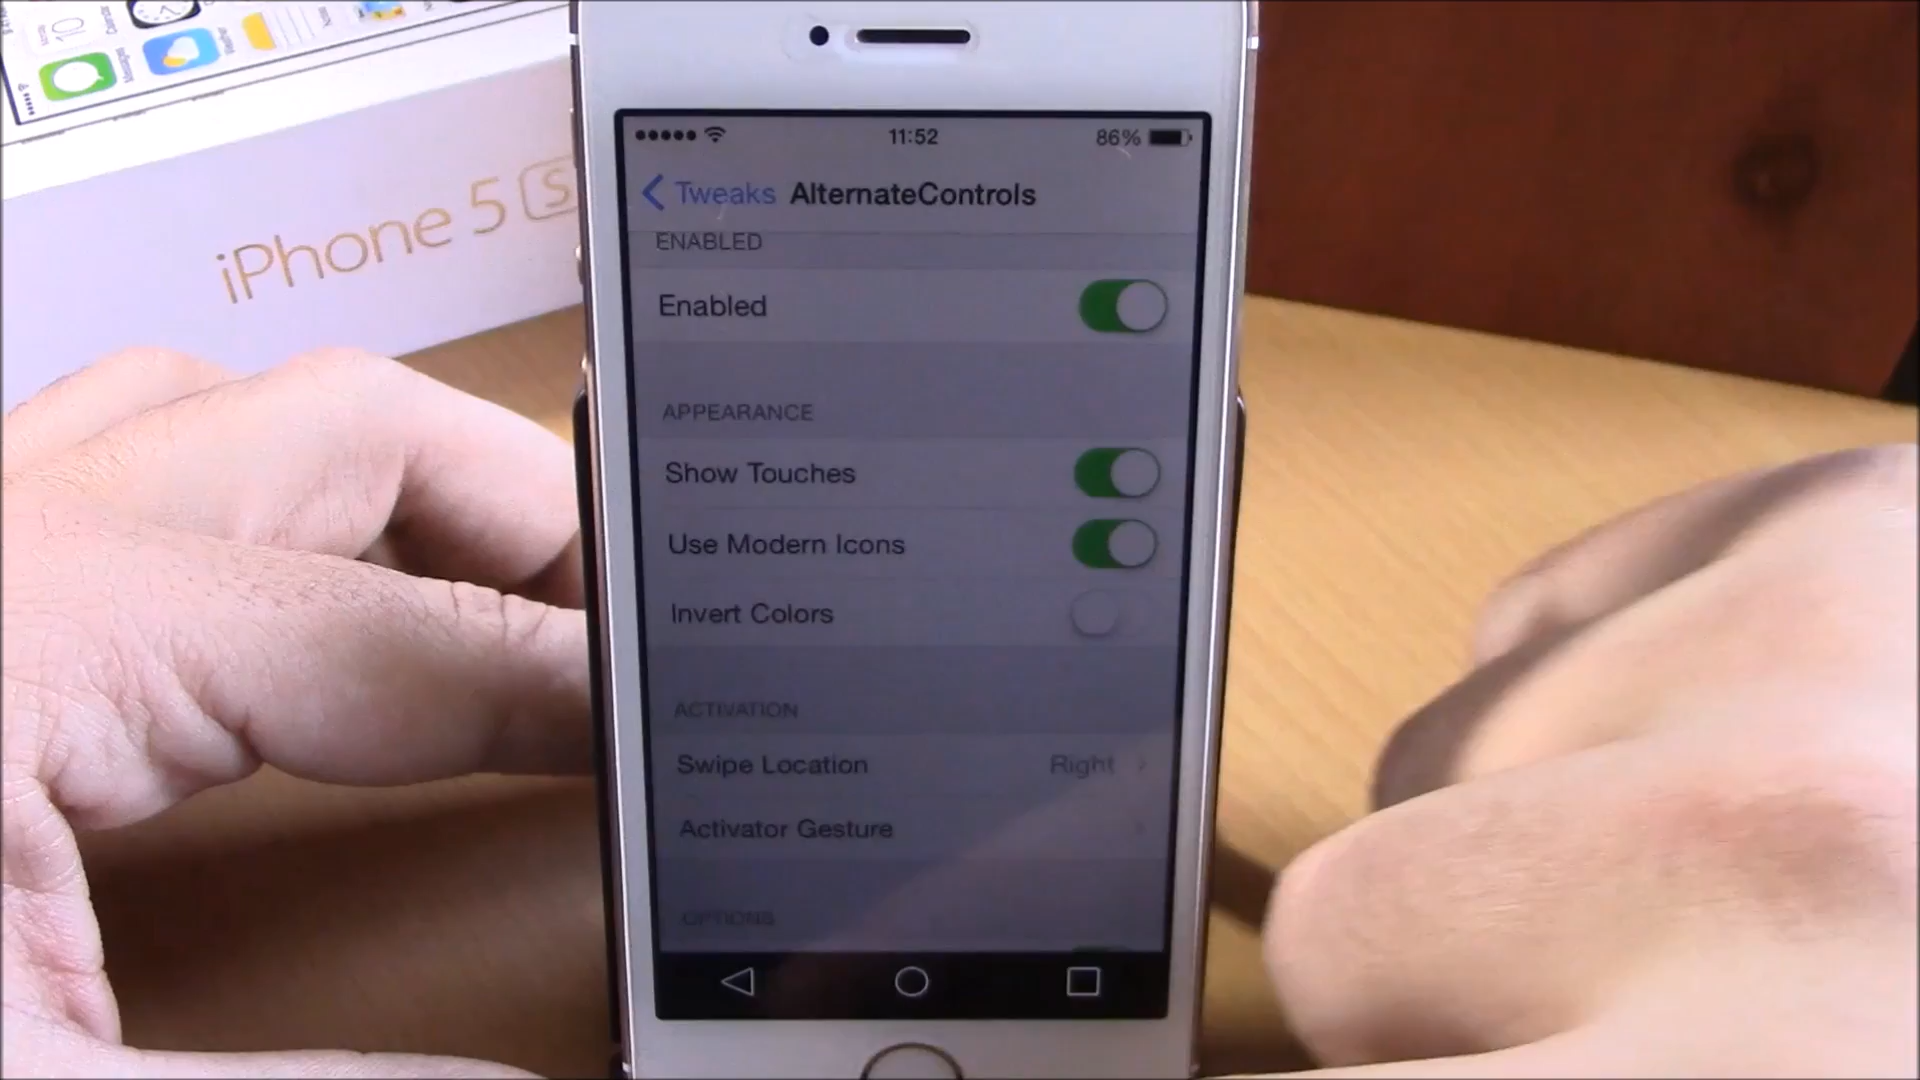 iPhone 5 S
11:52
86%
Tweaks AlternateControls
ENABLED
Enabled
APPEARANCE
Show Touches
Use Modern Icons
Invert Colors
ACTIVATION
Swipe Location Right
Activator Gesture
OPTIONS